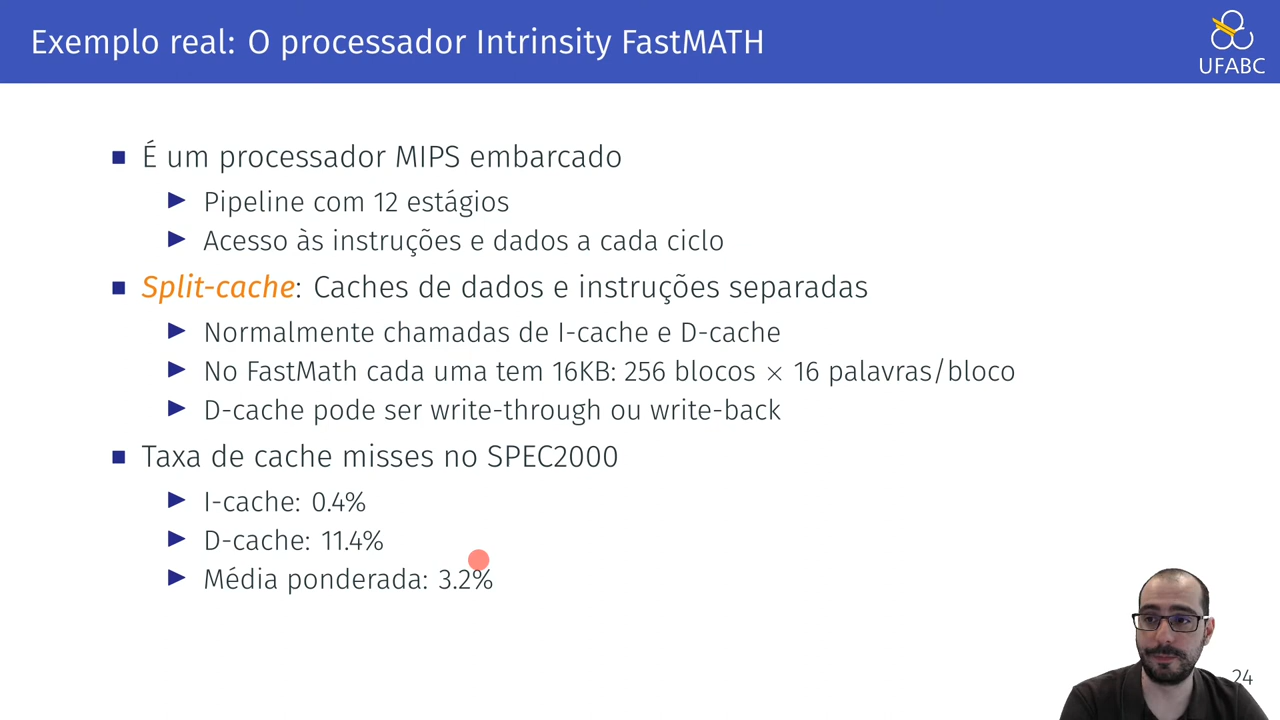 Exemplo real: O processador Intrinsity FastMATH
UFABC
É um processador MIPS embarcado
Pipeline com 12 estágios
Acesso às instruções e dados a cada ciclo
Split-cache: Caches de dados e instruções separadas
Normalmente chamadas de I-cache e D-cache
No FastMath cada uma tem 16KB: 256 blocos × 16 palavras/bloco
D-cache pode ser write-through ou write-back
Taxa de cache misses no SPEC2000
I-cache: 0.4%
D-cache: 11.4%
Média ponderada: 3.2%
24